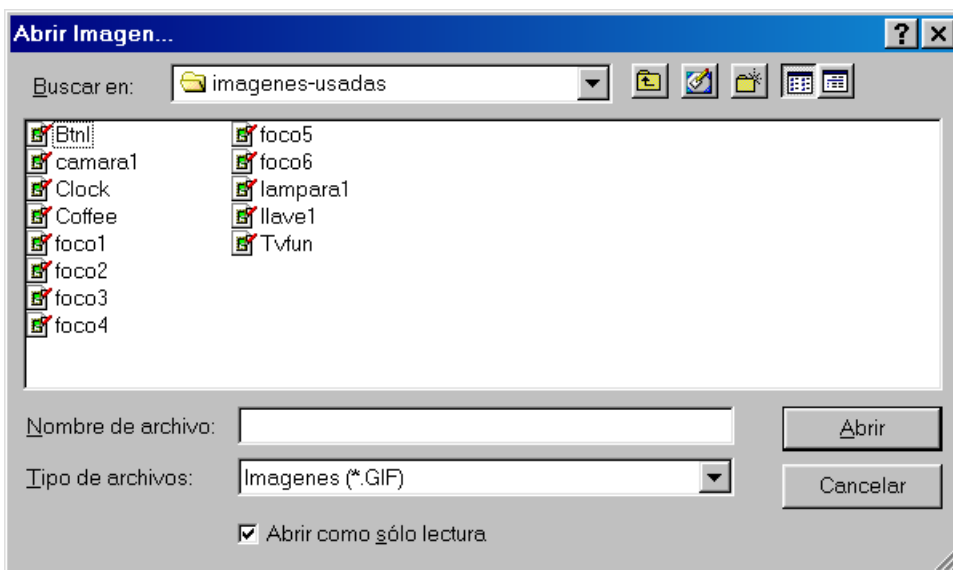 Abrir Imagen...
Buscar en: imagenes-usadas
Btnl foco5
camara1 foco6
Clock lampara1
Coffee llave1
foco1 Tvfun
foco2
foco3
foco4
Nombre de archivo: Abrir
Tipo de archivos: Imagenes (*.GIF) Cancelar
Abrir como sólo lectura